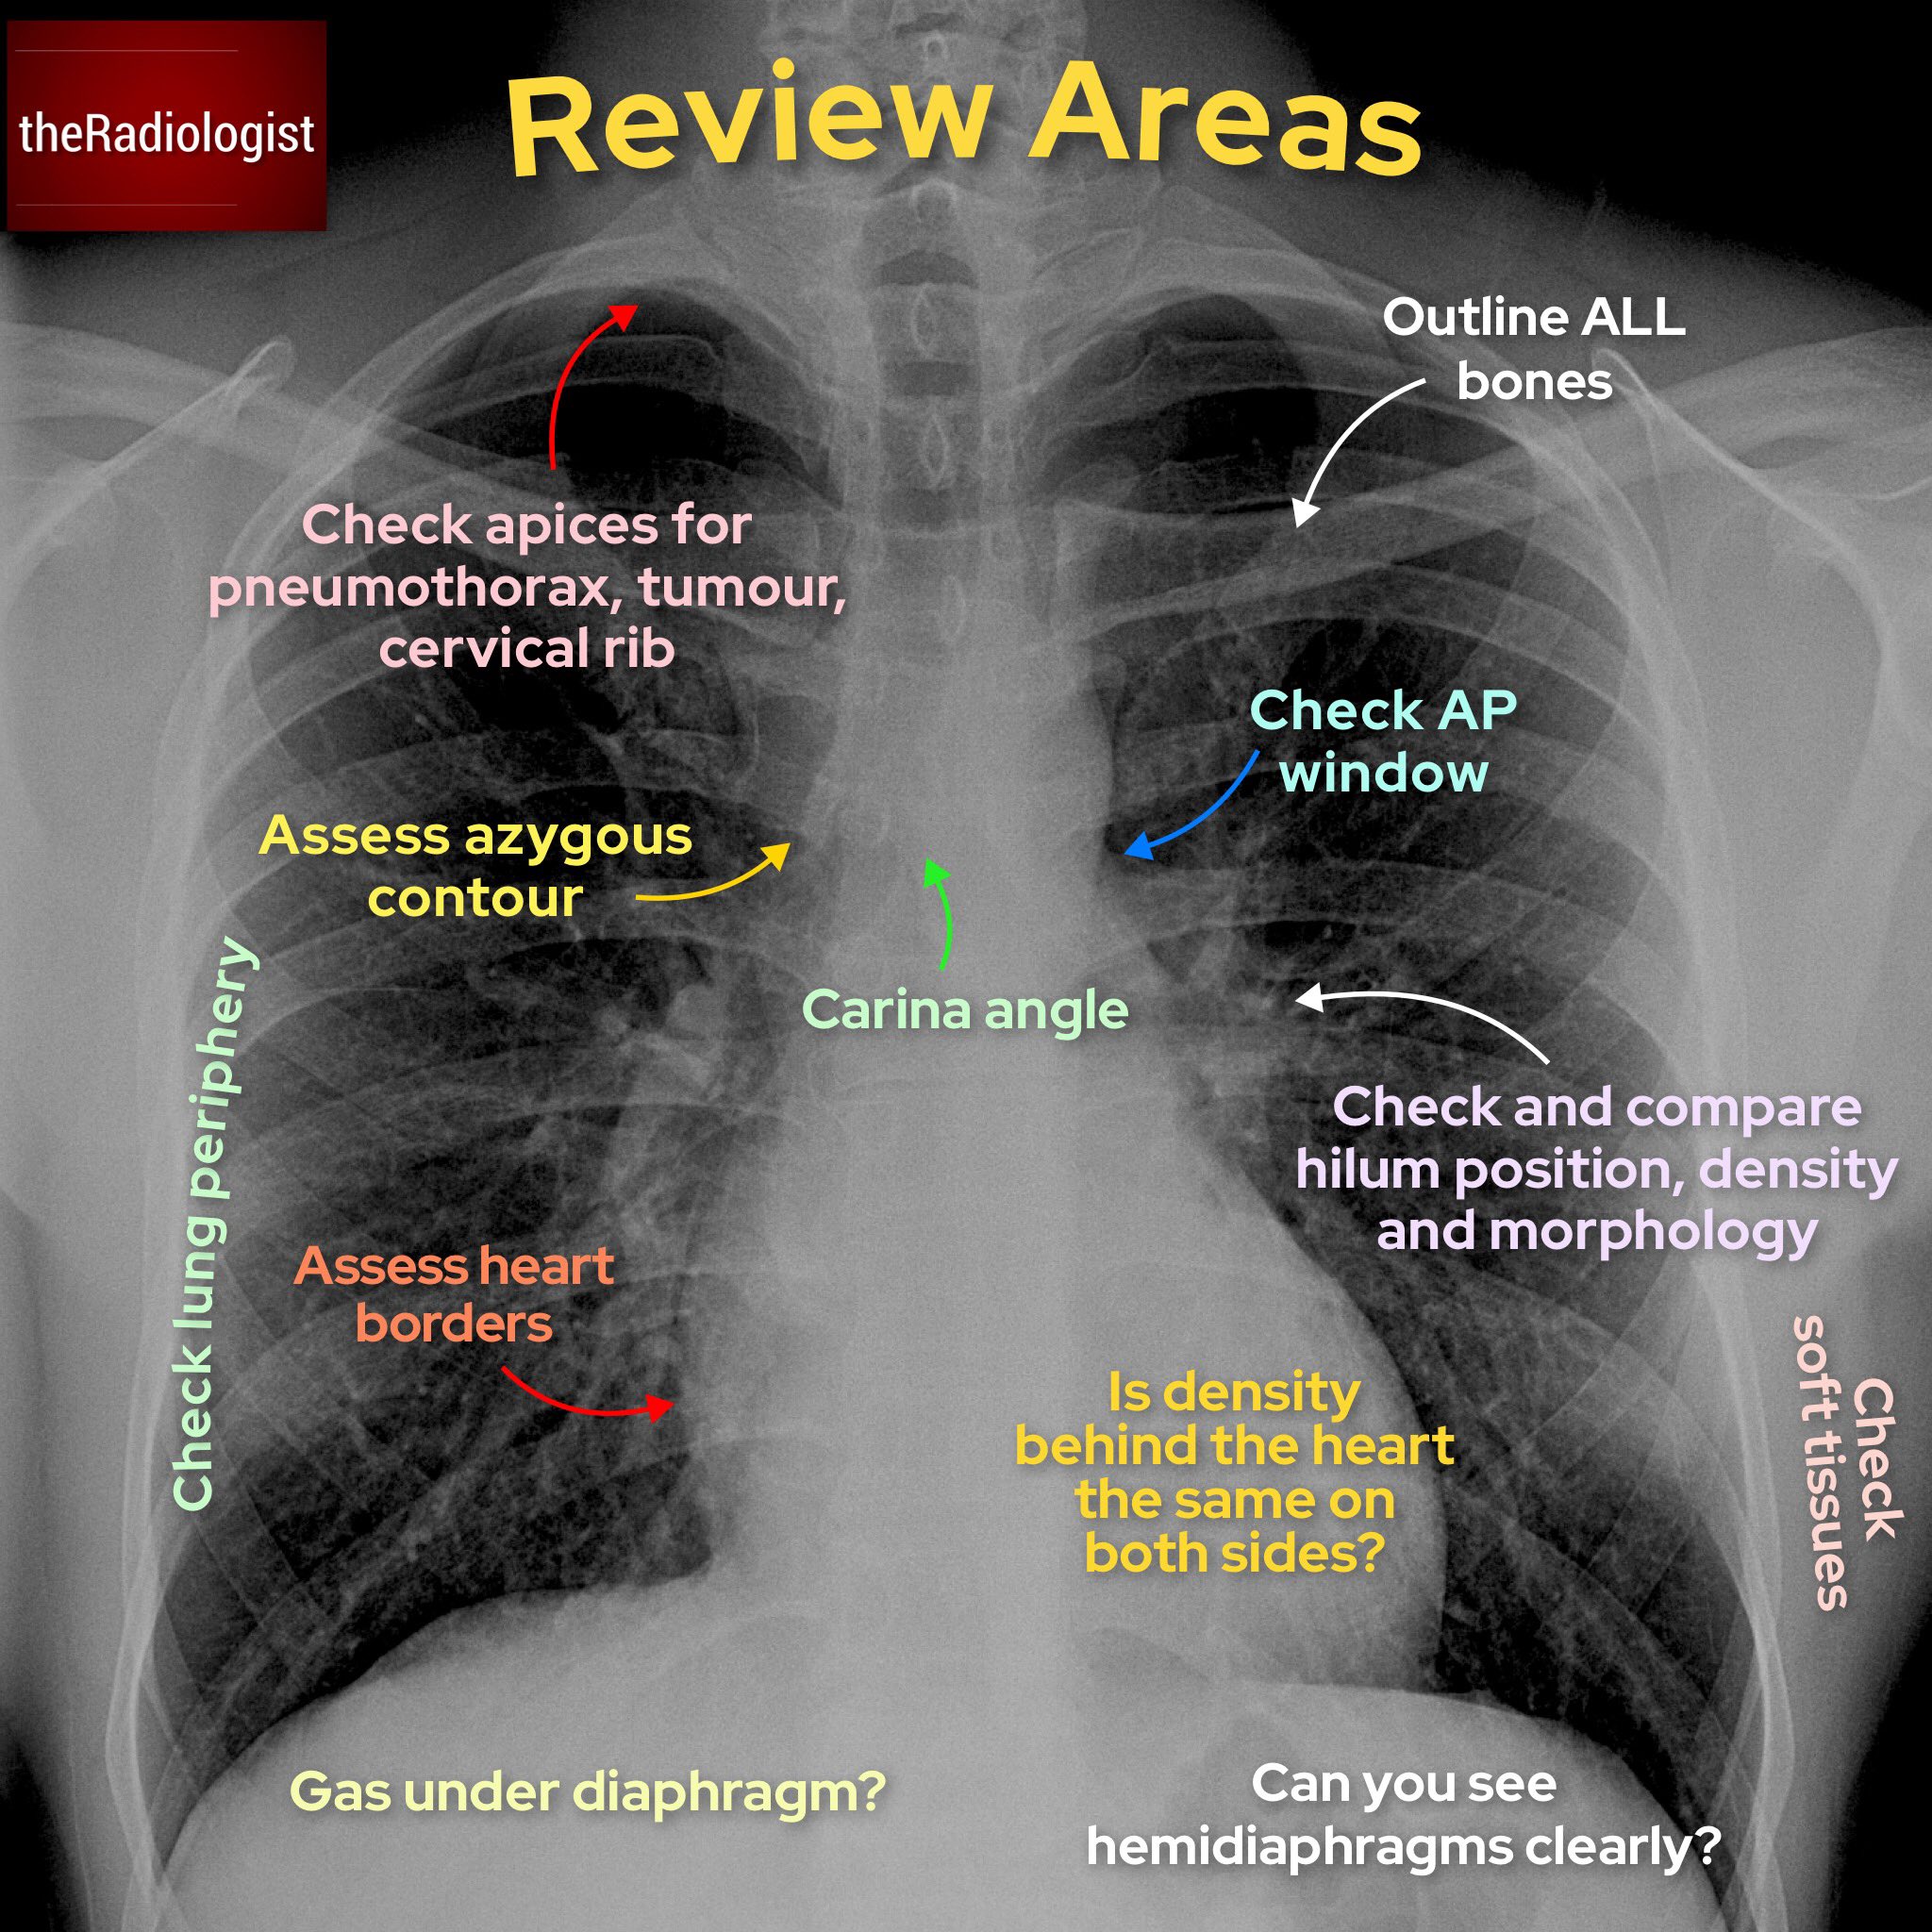 theRadiologist
Review Areas
Outline ALL
bones
Check apices for
pneumothorax, tumour,
cervical rib
Check AP
window
Assess azygous
contour
Carina angle
Check lung periphery
Check and compare
hilum position, density
and morphology
Assess heart
borders
Is density
behind the heart
the same on
both sides?
Check
soft tissues
Gas under diaphragm?
Can you see
hemidiaphragms clearly?